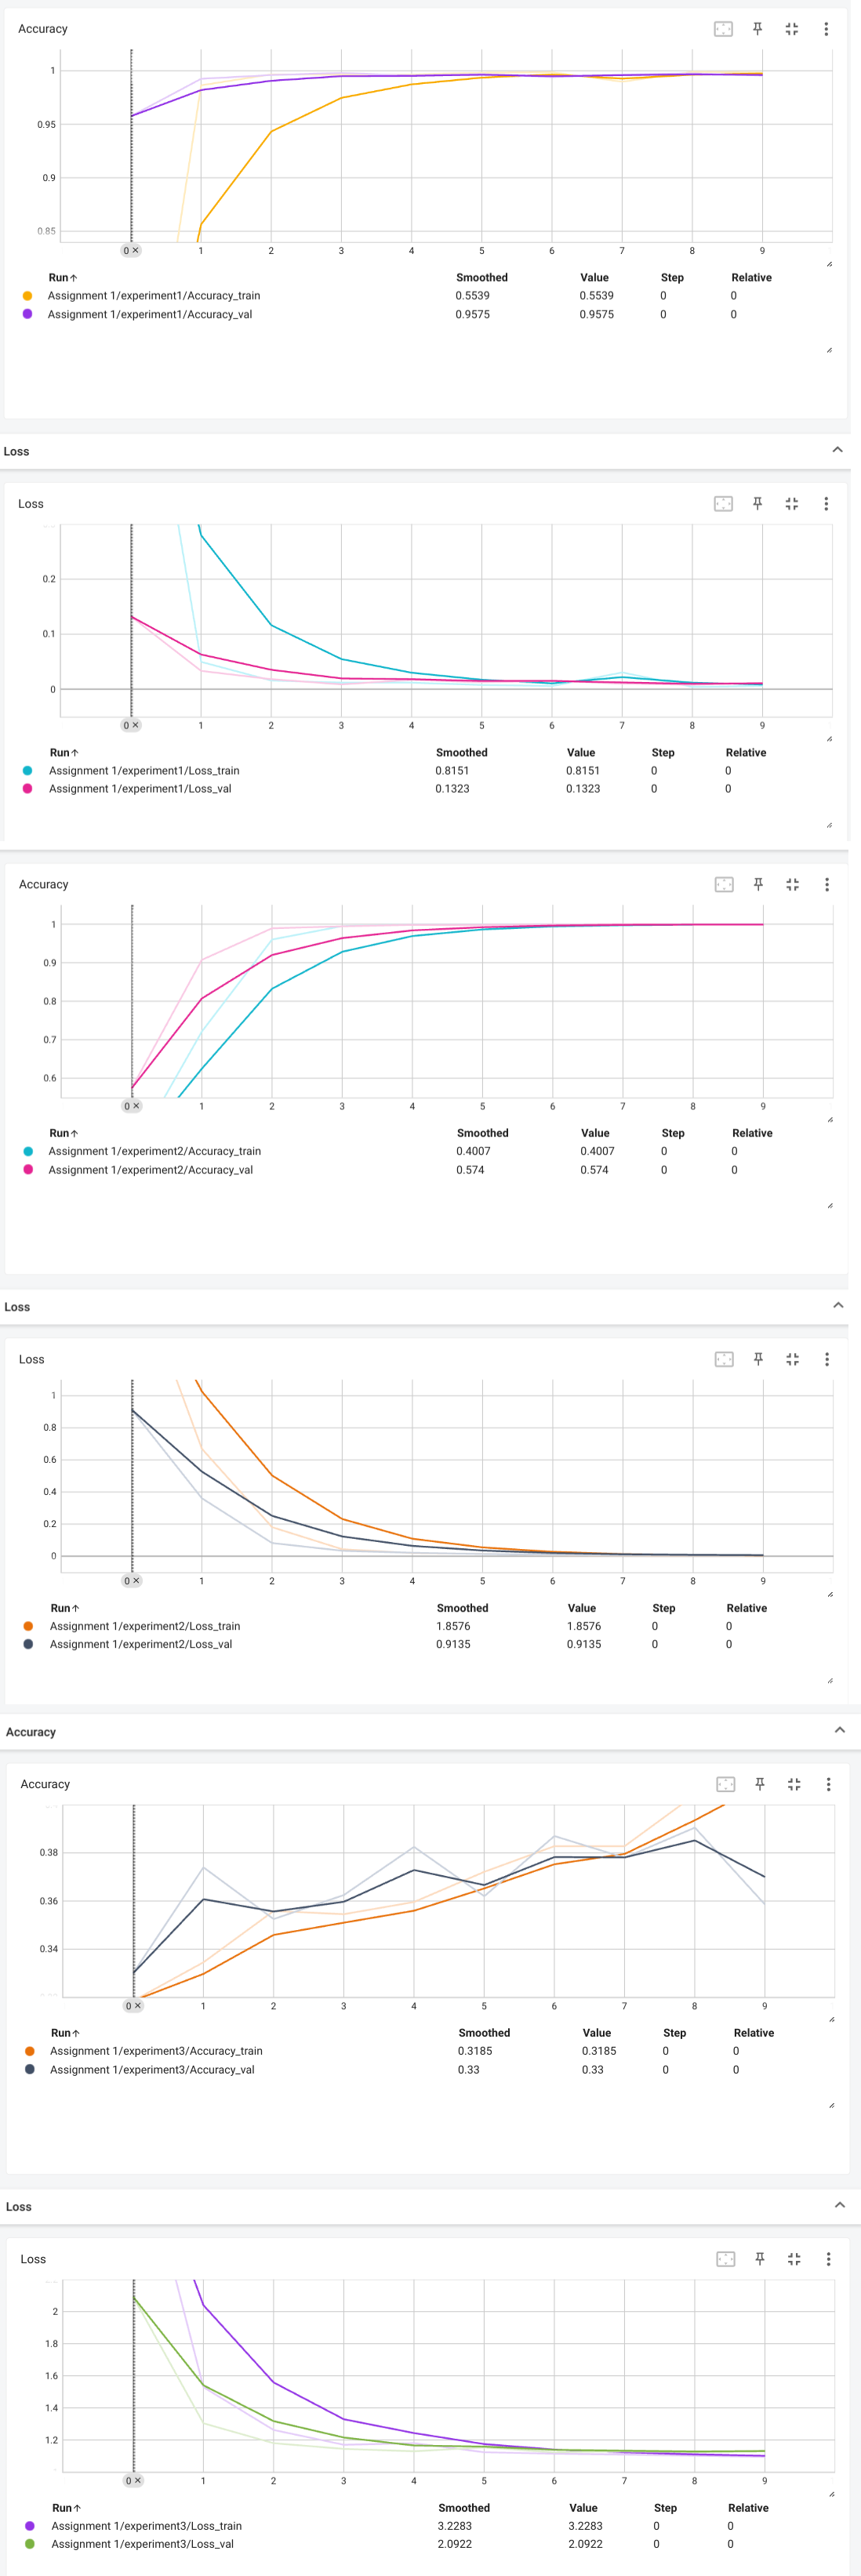 Accuracy
1
0.95
0.9
0.85
0 × 1 2 3 4 5 6 7 8 9
Run↑ Smoothed Value Step Relative
Assignment 1/experiment1/Accuracy_train 0.5539 0.5539 0 0
Assignment 1/experiment1/Accuracy_val 0.9575 0.9575 0 0
Loss
Loss
0.2
0.1
0
0 × 1 2 3 4 5 6 7 8 9
Run↑ Smoothed Value Step Relative
Assignment 1/experiment1/Loss_train 0.8151 0.8151 0 0
Assignment 1/experiment1/Loss_val 0.1323 0.1323 0 0
Accuracy
1
0.9
0.8
0.7
0.6
0 × 1 2 3 4 5 6 7 8 9
Run↑ Smoothed Value Step Relative
Assignment 1/experiment2/Accuracy_train 0.4007 0.4007 0 0
Assignment 1/experiment2/Accuracy_val 0.574 0.574 0 0
Loss
Loss
1
0.8
0.6
0.4
0.2
0
0 × 1 2 3 4 5 6 7 8 9
Run↑ Smoothed Value Step Relative
Assignment 1/experiment2/Loss_train 1.8576 1.8576 0 0
Assignment 1/experiment2/Loss_val 0.9135 0.9135 0 0
Accuracy
Accuracy
0.38
0.36
0.34
0 × 1 2 3 4 5 6 7 8 9
Run↑ Smoothed Value Step Relative
Assignment 1/experiment3/Accuracy_train 0.3185 0.3185 0 0
Assignment 1/experiment3/Accuracy_val 0.33 0.33 0 0
Loss
Loss
2
1.8
1.6
1.4
1.2
0 × 1 2 3 4 5 6 7 8 9
Run↑ Smoothed Value Step Relative
Assignment 1/experiment3/Loss_train 3.2283 3.2283 0 0
Assignment 1/experiment3/Loss_val 2.0922 2.0922 0 0